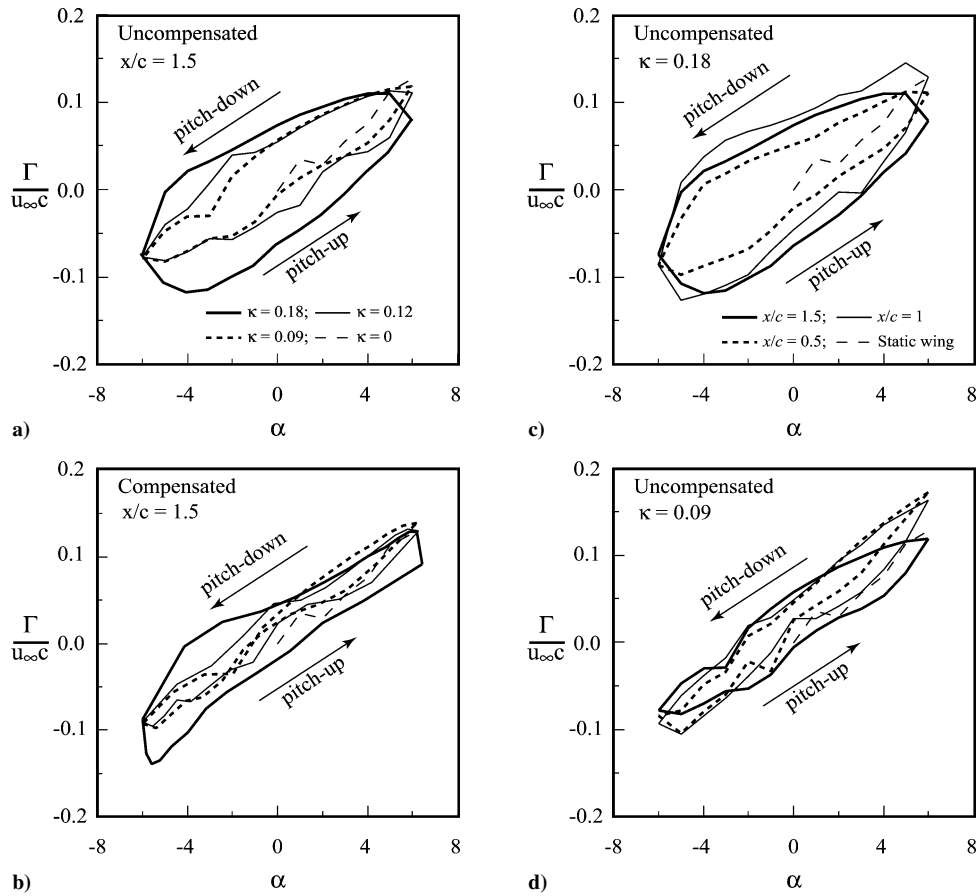 Uncompensated
x/c = 1.5
0.2
0.1
0.0
-0.1
-0.2
Γ
u∞c
pitch-down
pitch-up
κ = 0.18; κ = 0.12
κ = 0.09; κ = 0
-8 -4 0 4 8
a) α
Uncompensated
κ = 0.18
0.2
0.1
0.0
-0.1
-0.2
Γ
u∞c
pitch-down
pitch-up
x/c = 1.5; x/c = 1
x/c = 0.5; Static wing
-8 -4 0 4 8
c) α
Compensated
x/c = 1.5
0.2
0.1
0.0
-0.1
-0.2
Γ
u∞c
pitch-down
pitch-up
-8 -4 0 4 8
b) α
Uncompensated
κ = 0.09
0.2
0.1
0.0
-0.1
-0.2
Γ
u∞c
pitch-down
pitch-up
-8 -4 0 4 8
d) α